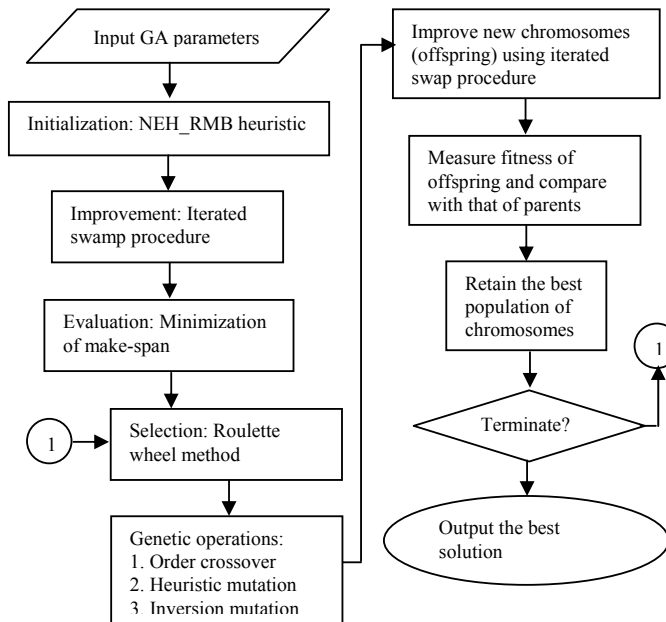 Input GA parameters
Initialization: NEH_RMB heuristic
Improvement: Iterated
swamp procedure
Evaluation: Minimization
of make-span
1
Selection: Roulette
wheel method
Genetic operations:
1. Order crossover
2. Heuristic mutation
3. Inversion mutation
Improve new chromosomes
(offspring) using iterated
swap procedure
Measure fitness of
offspring and compare
with that of parents
Retain the best
population of
chromosomes
1
Terminate?
Output the best
solution